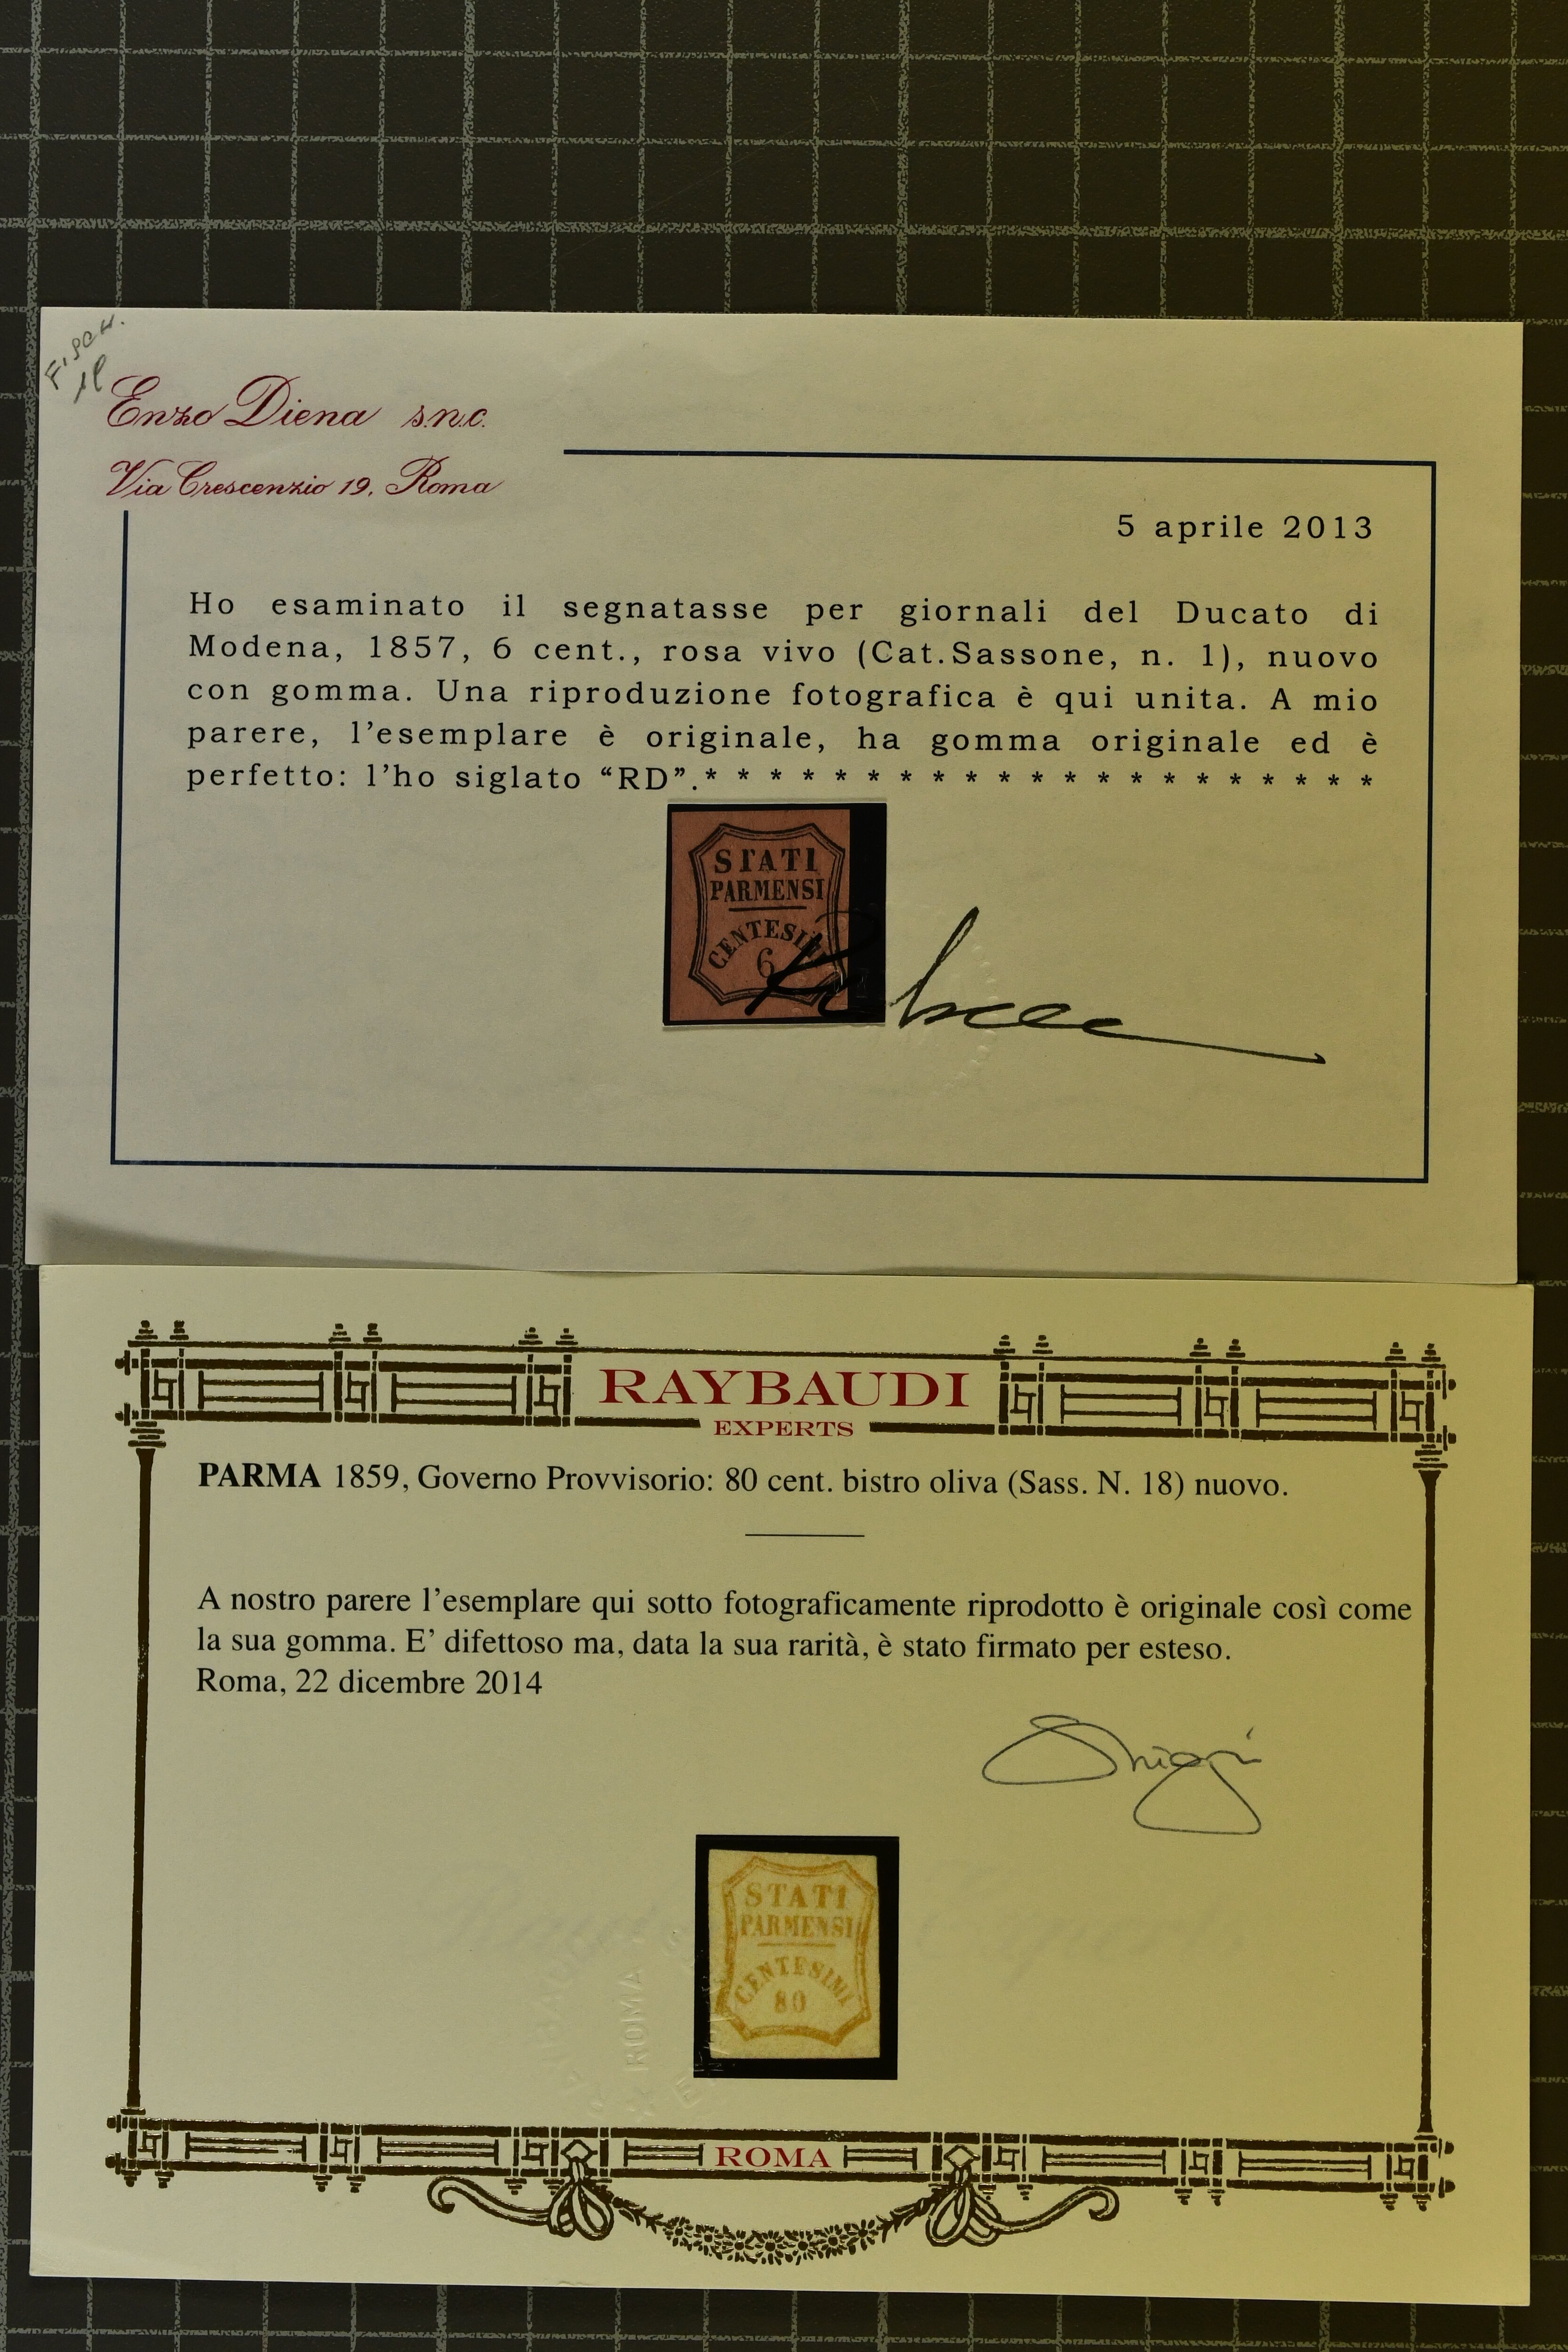 FISCH.
Enzo Diena s.n.c.
Via Crescenzio 19, Roma
5 aprile 2013
Ho esaminato il segnatasse per giornali del Ducato di
Modena, 1857, 6 cent., rosa vivo (Cat.Sassone, n. 1), nuovo
con gomma. Una riproduzione fotografica è qui unita. A mio
parere, l'esemplare è originale, ha gomma originale ed è
perfetto: l'ho siglato “RD”.* * * * * * * * * * * * * * * * * * * * *
STATI
PARMENSI
CENTESIMI
6
RAYBAUDI
EXPERTS
PARMA 1859, Governo Provvisorio: 80 cent. bistro oliva (Sass. N. 18) nuovo.
A nostro parere l'esemplare qui sotto fotograficamente riprodotto è originale così come
la sua gomma. E' difettoso ma, data la sua rarità, è stato firmato per esteso.
Roma, 22 dicembre 2014
STATI
PARMENSI
CENTESIMI
80
ROMA
ROMA